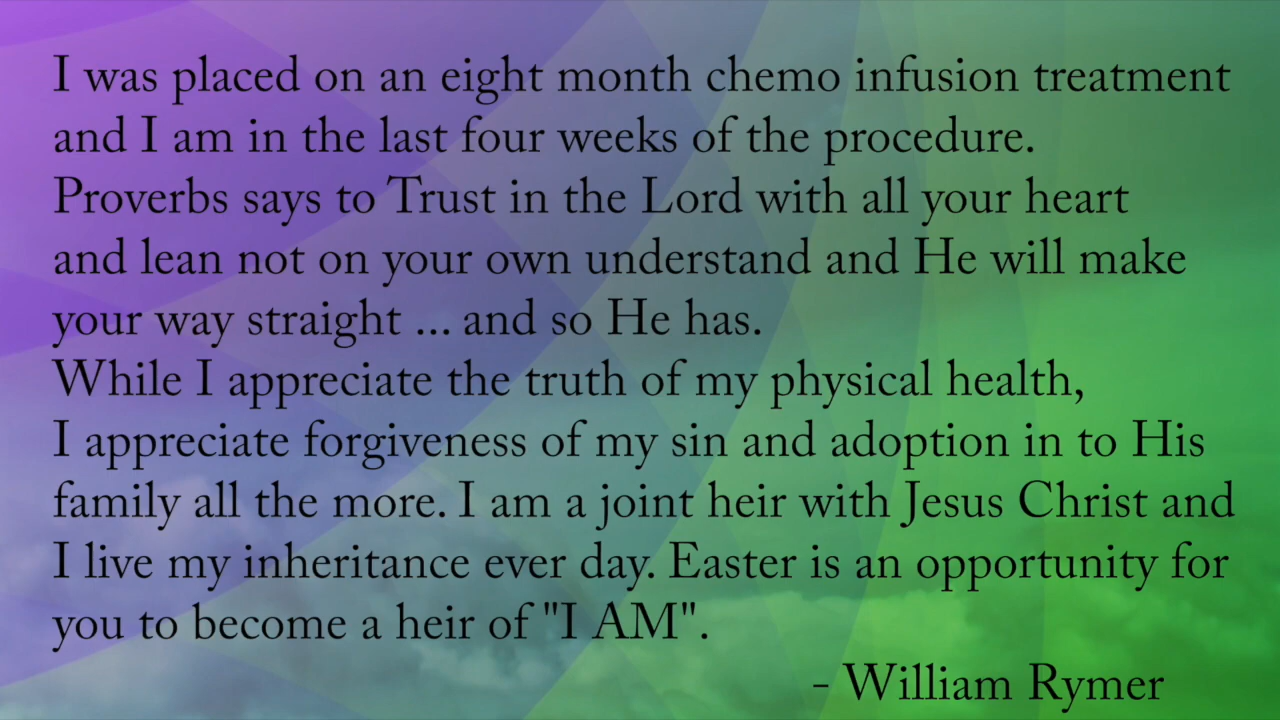 I was placed on an eight month chemo infusion treatment
and I am in the last four weeks of the procedure.
Proverbs says to Trust in the Lord with all your heart
and lean not on your own understand and He will make
your way straight ... and so He has.
While I appreciate the truth of my physical health,
I appreciate forgiveness of my sin and adoption in to His
family all the more. I am a joint heir with Jesus Christ and
I live my inheritance ever day. Easter is an opportunity for
you to become a heir of "I AM".
- William Rymer